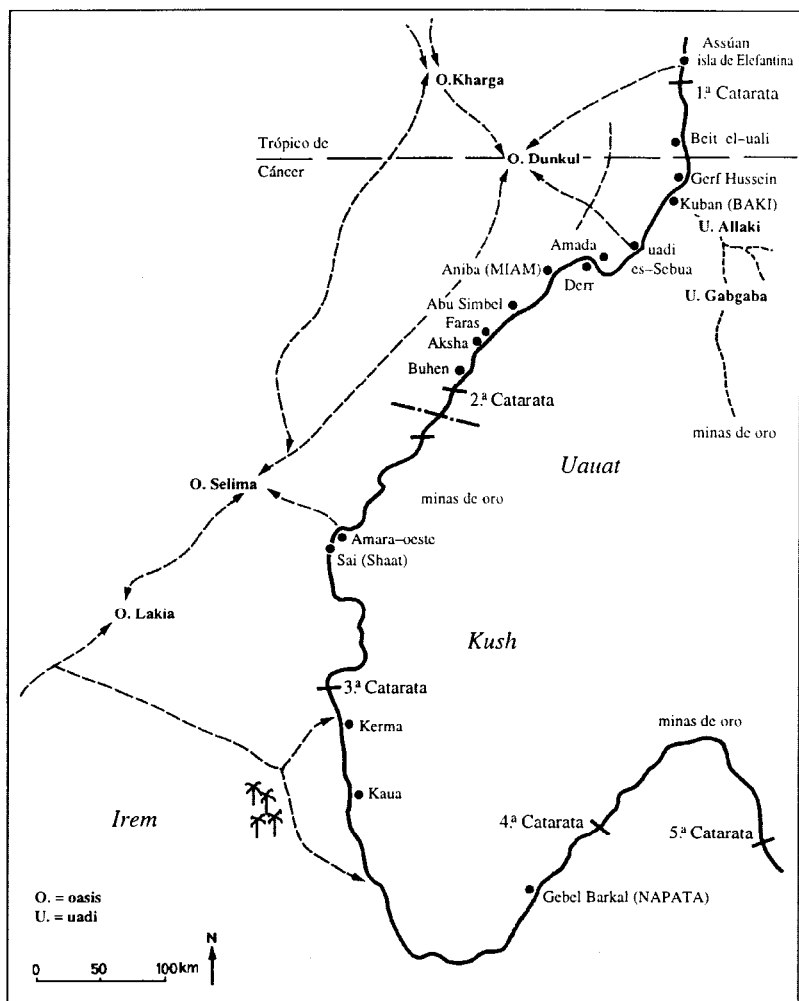 Assúan
isla de Elefantina
O. Kharga
1.ª Catarata
Trópico de
Cáncer
Beit el-uali
O. Dunkul
Gerf Hussein
Kuban (BAKI)
U. Allaki
Amada
uadi
es-Sebua
Aniba (MIAM)
Derr
U. Gabgaba
Abu Simbel
Faras
Aksha
Buhen
2.ª Catarata
minas de oro
Uauat
O. Selima
minas de oro
Amara-oeste
Sai (Shaat)
O. Lakia
Kush
3.ª Catarata
Kerma
minas de oro
Kaua
Irem
4.ª Catarata
5.ª Catarata
Gebel Barkal (NAPATA)
O. = oasis
U. = uadi
N
0 50 100km